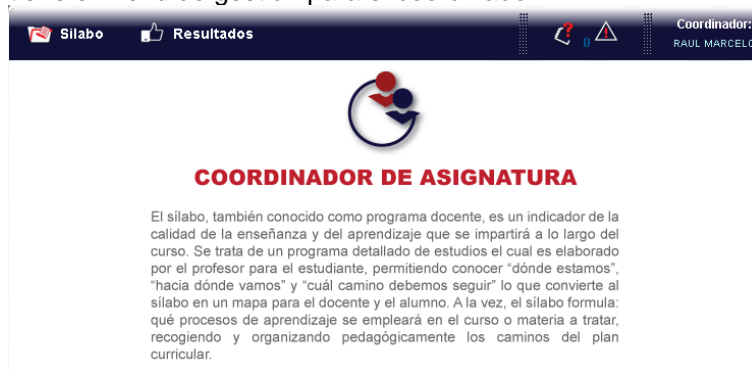 Sílabo
Resultados
0
Coordinador:
RAUL MARCELO
COORDINADOR DE ASIGNATURA
El sílabo, también conocido como programa docente, es un indicador de la
calidad de la enseñanza y del aprendizaje que se impartirá a lo largo del
curso. Se trata de un programa detallado de estudios el cual es elaborado
por el profesor para el estudiante, permitiendo conocer “dónde estamos”,
“hacia dónde vamos” y “cuál camino debemos seguir” lo que convierte al
sílabo en un mapa para el docente y el alumno. A la vez, el sílabo formula:
qué procesos de aprendizaje se empleará en el curso o materia a tratar,
recogiendo y organizando pedagógicamente los caminos del plan
curricular.